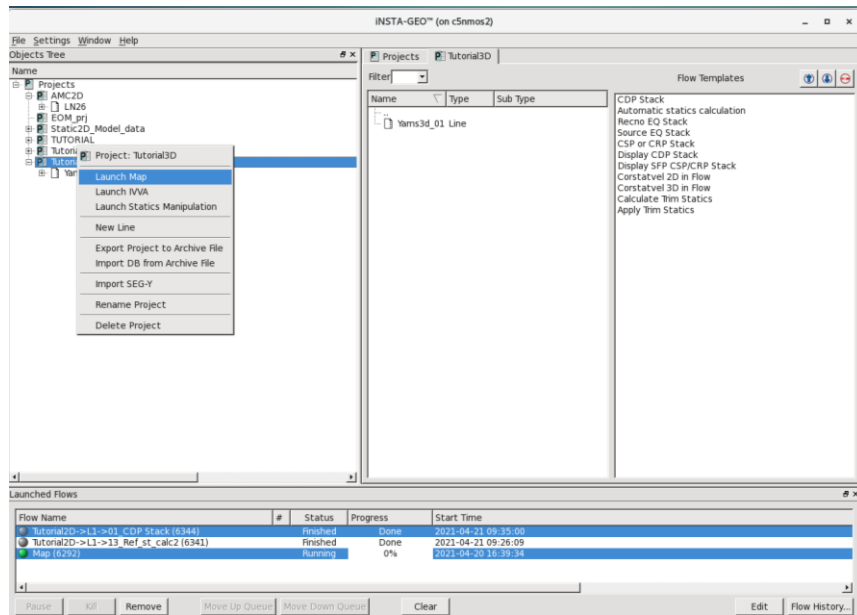 iNSTA-GEO™ (on c5nmos2)
File Settings Window Help
Objects Tree
Name
Projects
AMC2D
LN26
EOM_prj
Static2D_Model_data
TUTORIAL
Tutori
Tutori
Yar
Project: Tutorial3D
Launch Map
Launch IVVA
Launch Statics Manipulation
New Line
Export Project to Archive File
Import DB from Archive File
Import SEG-Y
Rename Project
Delete Project
Projects Tutorial3D
Filter
Flow Templates
Name Type Sub Type
..
Yams3d_01 Line
CDP Stack
Automatic statics calculation
Recno EQ Stack
Source EQ Stack
CSP or CRP Stack
Display CDP Stack
Display SFP CSP/CRP Stack
Corstatvel 2D in Flow
Corstatvel 3D in Flow
Calculate Trim Statics
Apply Trim Statics
Launched Flows
Flow Name # Status Progress Start Time
Tutorial2D->L1->01_CDP Stack (6344) Finished Done 2021-04-21 09:35:00
Tutorial2D->L1->13_Ref_st_calc2 (6341) Finished Done 2021-04-21 09:26:09
Map (6292) Running 0% 2021-04-20 16:39:34
Pause Kill Remove Move Up Queue Move Down Queue Clear Edit Flow History...